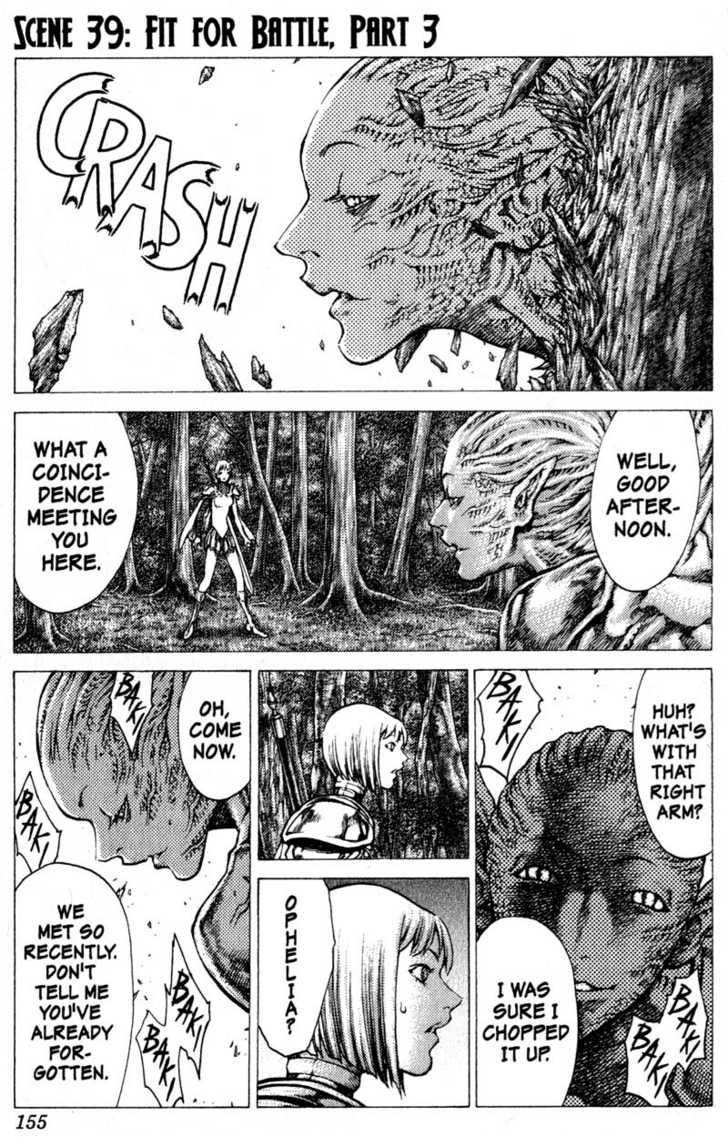 SCENE 39: FIT FOR BATTLE, PART 3
CRASH
WELL,
GOOD
AFTER-
NOON.
WHAT A
COINCI-
DENCE
MEETING
YOU
HERE.
HUH?
WHAT'S
WITH
THAT
RIGHT
ARM?
BAKI
I WAS
SURE I
CHOPPED
IT UP.
BAKI
BAKI
OPHELIA?
OH,
COME
NOW.
BAKI
BAKI
WE
MET SO
RECENTLY.
DON'T
TELL ME
YOU'VE
ALREADY
FOR-
GOTTEN.
BAKI
BAKI
155